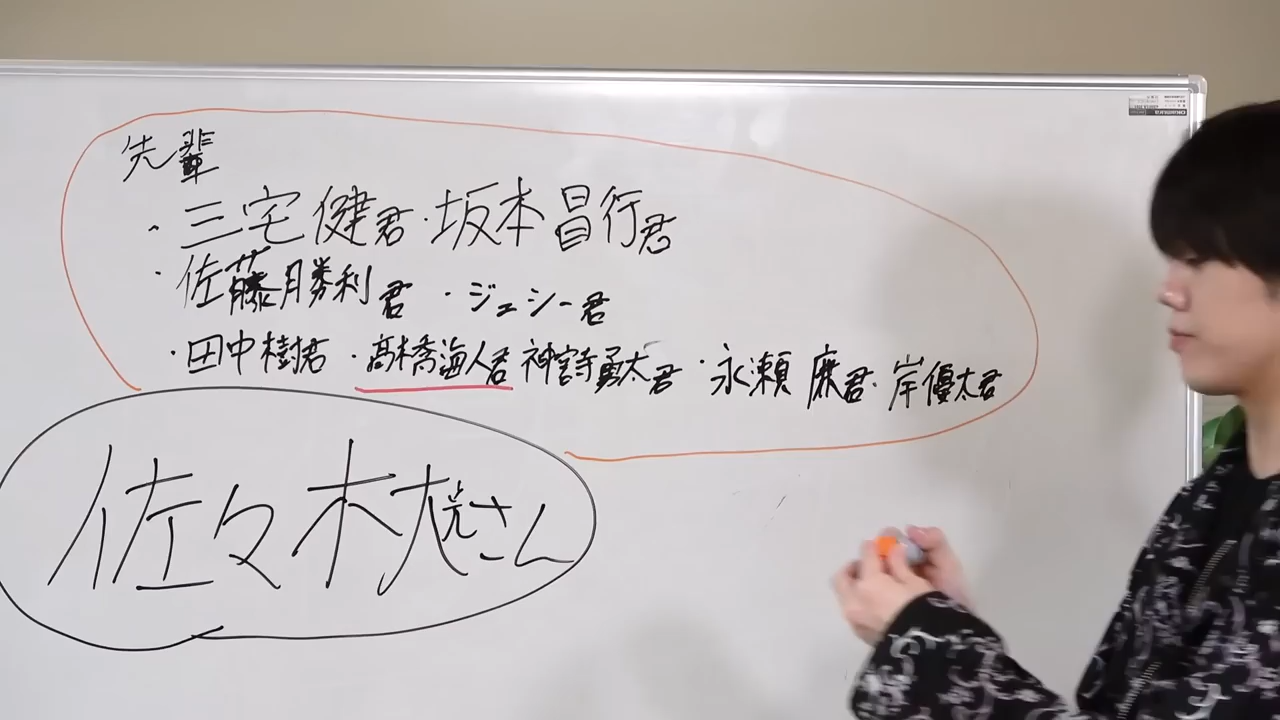 先輩
・三宅健君・坂本昌行君
・佐藤勝利君 ・ジェシー君
・田中樹君・髙橋海人君 神宮寺勇太君・永瀬廉君・岸優太君
佐々木大光さん